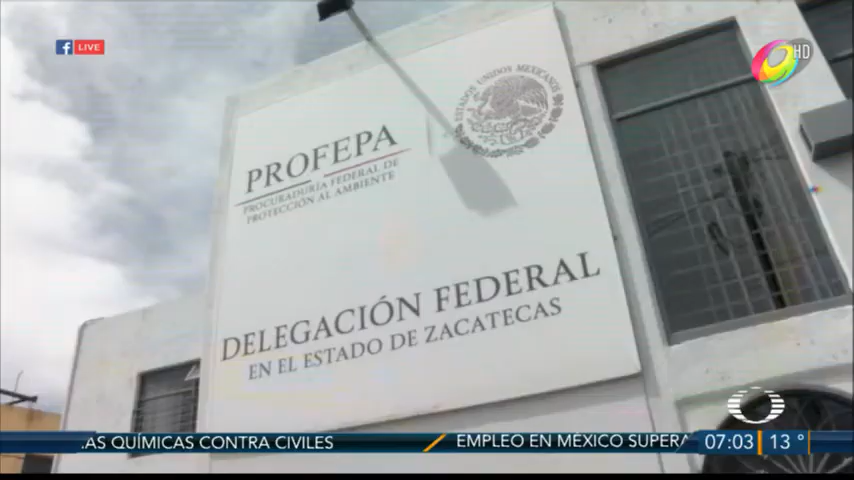 LIVE
HD
ESTADOS UNIDOS MEXICANOS
PROFEPA
PROCURADURÍA FEDERAL DE
PROTECCIÓN AL AMBIENTE
DELEGACIÓN FEDERAL
EN EL ESTADO DE ZACATECAS
AS QUÍMICAS CONTRA CIVILES
EMPLEO EN MÉXICO SUPERA
07:03 13 °